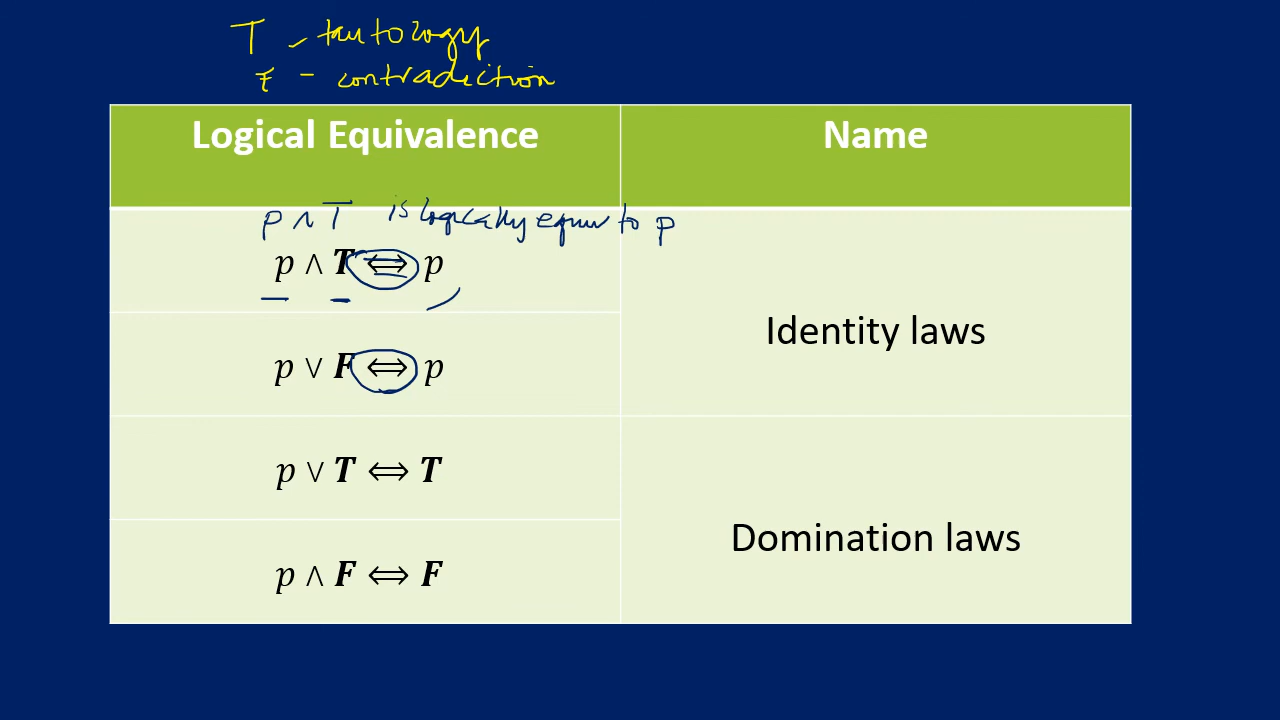 T - tautology
F - contradiction
Logical Equivalence Name
p ∧ T is logically equiv to p
p ∧ T ⟺ p
Identity laws
p ∨ F ⟺ p
p ∨ T ⟺ T
Domination laws
p ∧ F ⟺ F